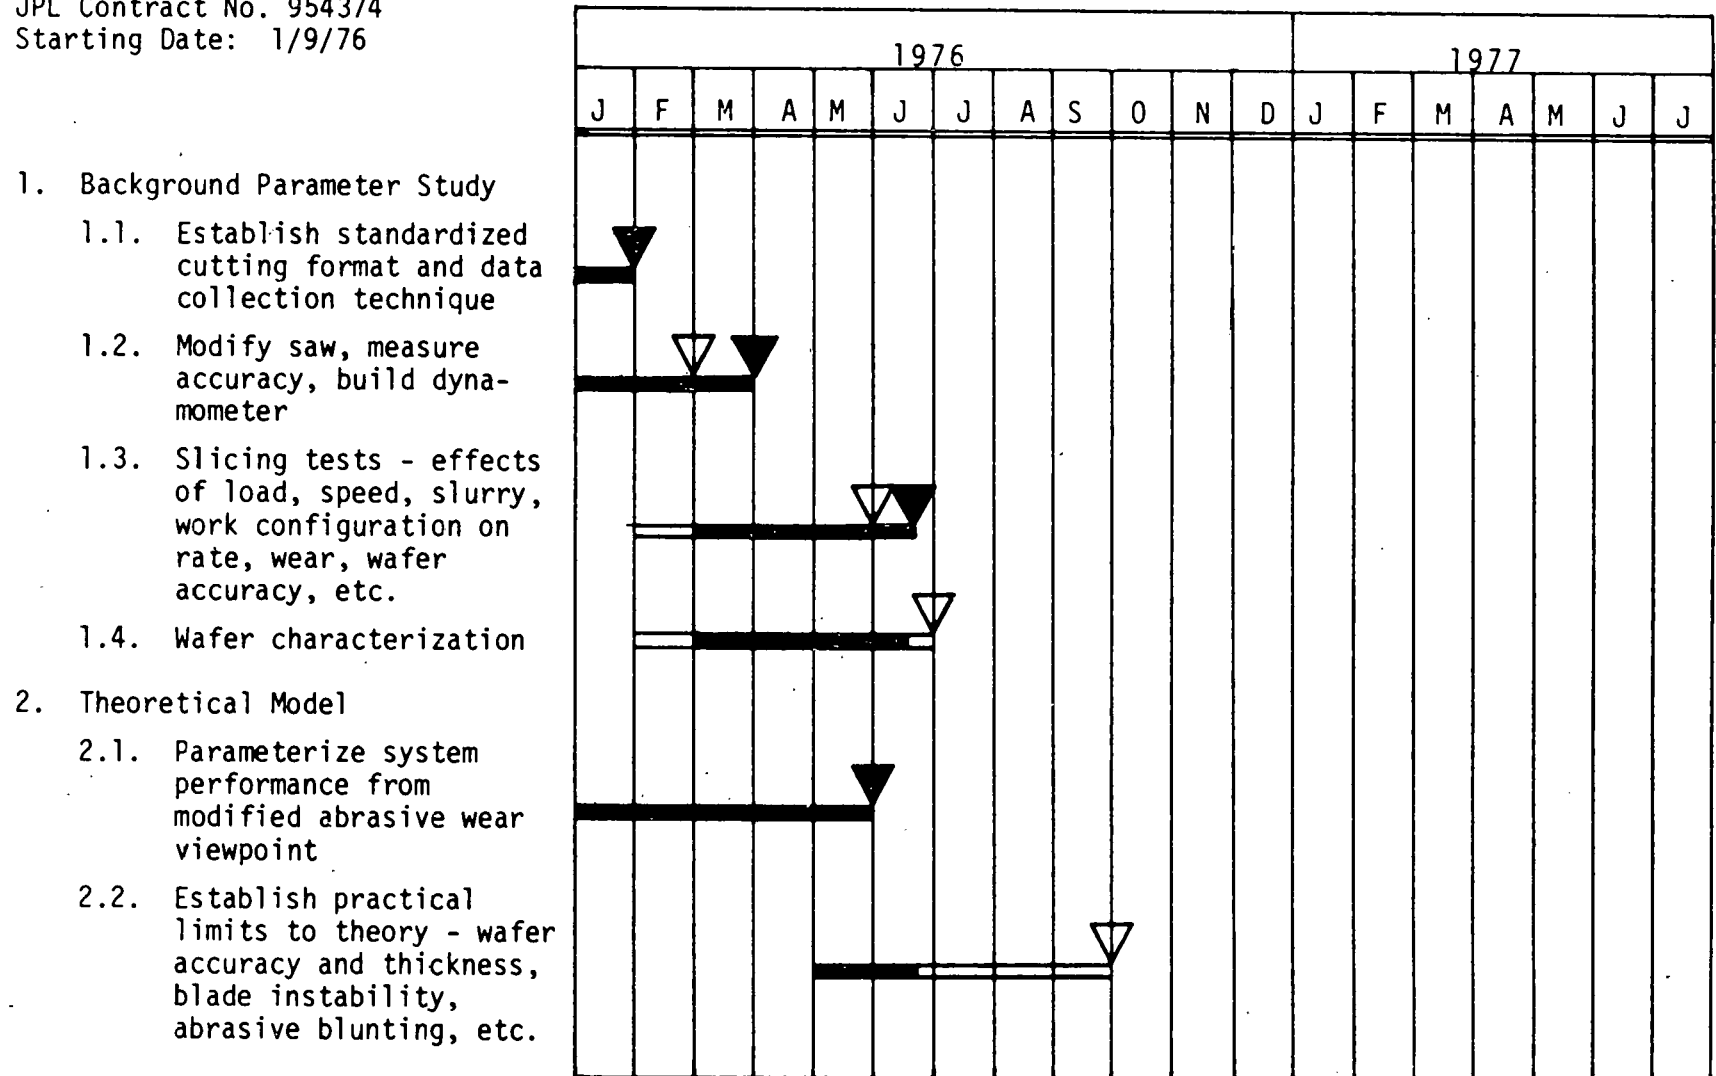 JPL Contract No. 954374
Starting Date: 1/9/76
1976
1977
J F M A M J J A S O N D J F M A M J J
1. Background Parameter Study
1.1. Establish standardized
cutting format and data
collection technique
1.2. Modify saw, measure
accuracy, build dyna-
mometer
1.3. Slicing tests - effects
of load, speed, slurry,
work configuration on
rate, wear, wafer
accuracy, etc.
1.4. Wafer characterization
2. Theoretical Model
2.1. Parameterize system
performance from
modified abrasive wear
viewpoint
2.2. Establish practical
limits to theory - wafer
accuracy and thickness,
blade instability,
abrasive blunting, etc.